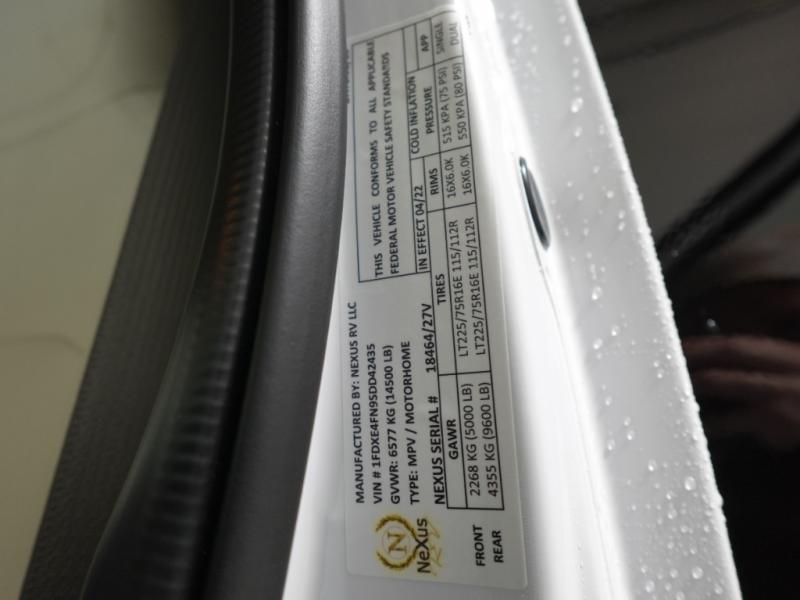 MANUFACTURED BY: NEXUS RV LLC
VIN # 1FDXE4FN9SDD42435
GVWR: 6577 KG (14500 LB)
TYPE: MPV / MOTORHOME
THIS VEHICLE CONFORMS TO ALL APPLICABLE
FEDERAL MOTOR VEHICLE SAFETY STANDARDS
IN EFFECT 04/22
NEXUS SERIAL # 18464/27V
N
NeXus
RV
GAWR TIRES RIMS COLD INFLATION PRESSURE APP
FRONT 2268 KG (5000 LB) LT225/75R16E 115/112R 16X6.0K 515 KPA (75 PSI) SINGLE
REAR 4355 KG (9600 LB) LT225/75R16E 115/112R 16X6.0K 550 KPA (80 PSI) DUAL